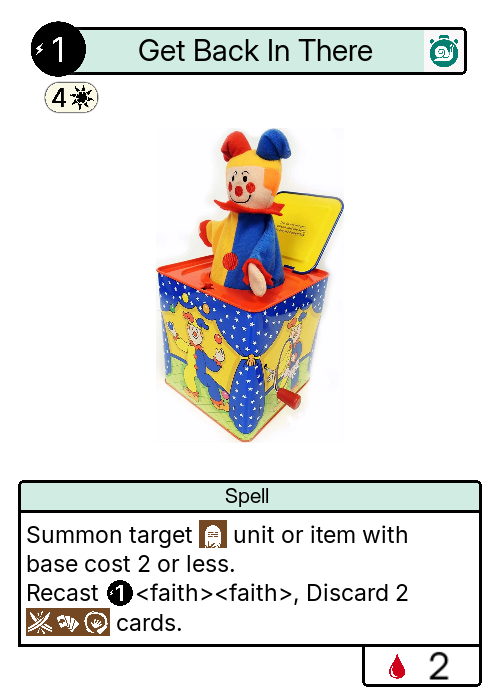 1
Get Back In There
4
Spell
Summon target unit or item with
base cost 2 or less.
Recast 1<faith><faith>, Discard 2
cards.
2